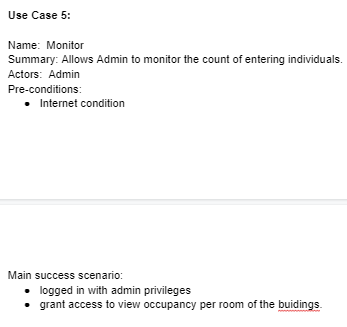 Use Case 5:
Name:  Monitor
Summary: Allows Admin to monitor the count of entering individuals.
Actors:  Admin
Pre-conditions:
• Internet condition
Main success scenario:
• logged in with admin privileges
• grant access to view occupancy per room of the buidings.